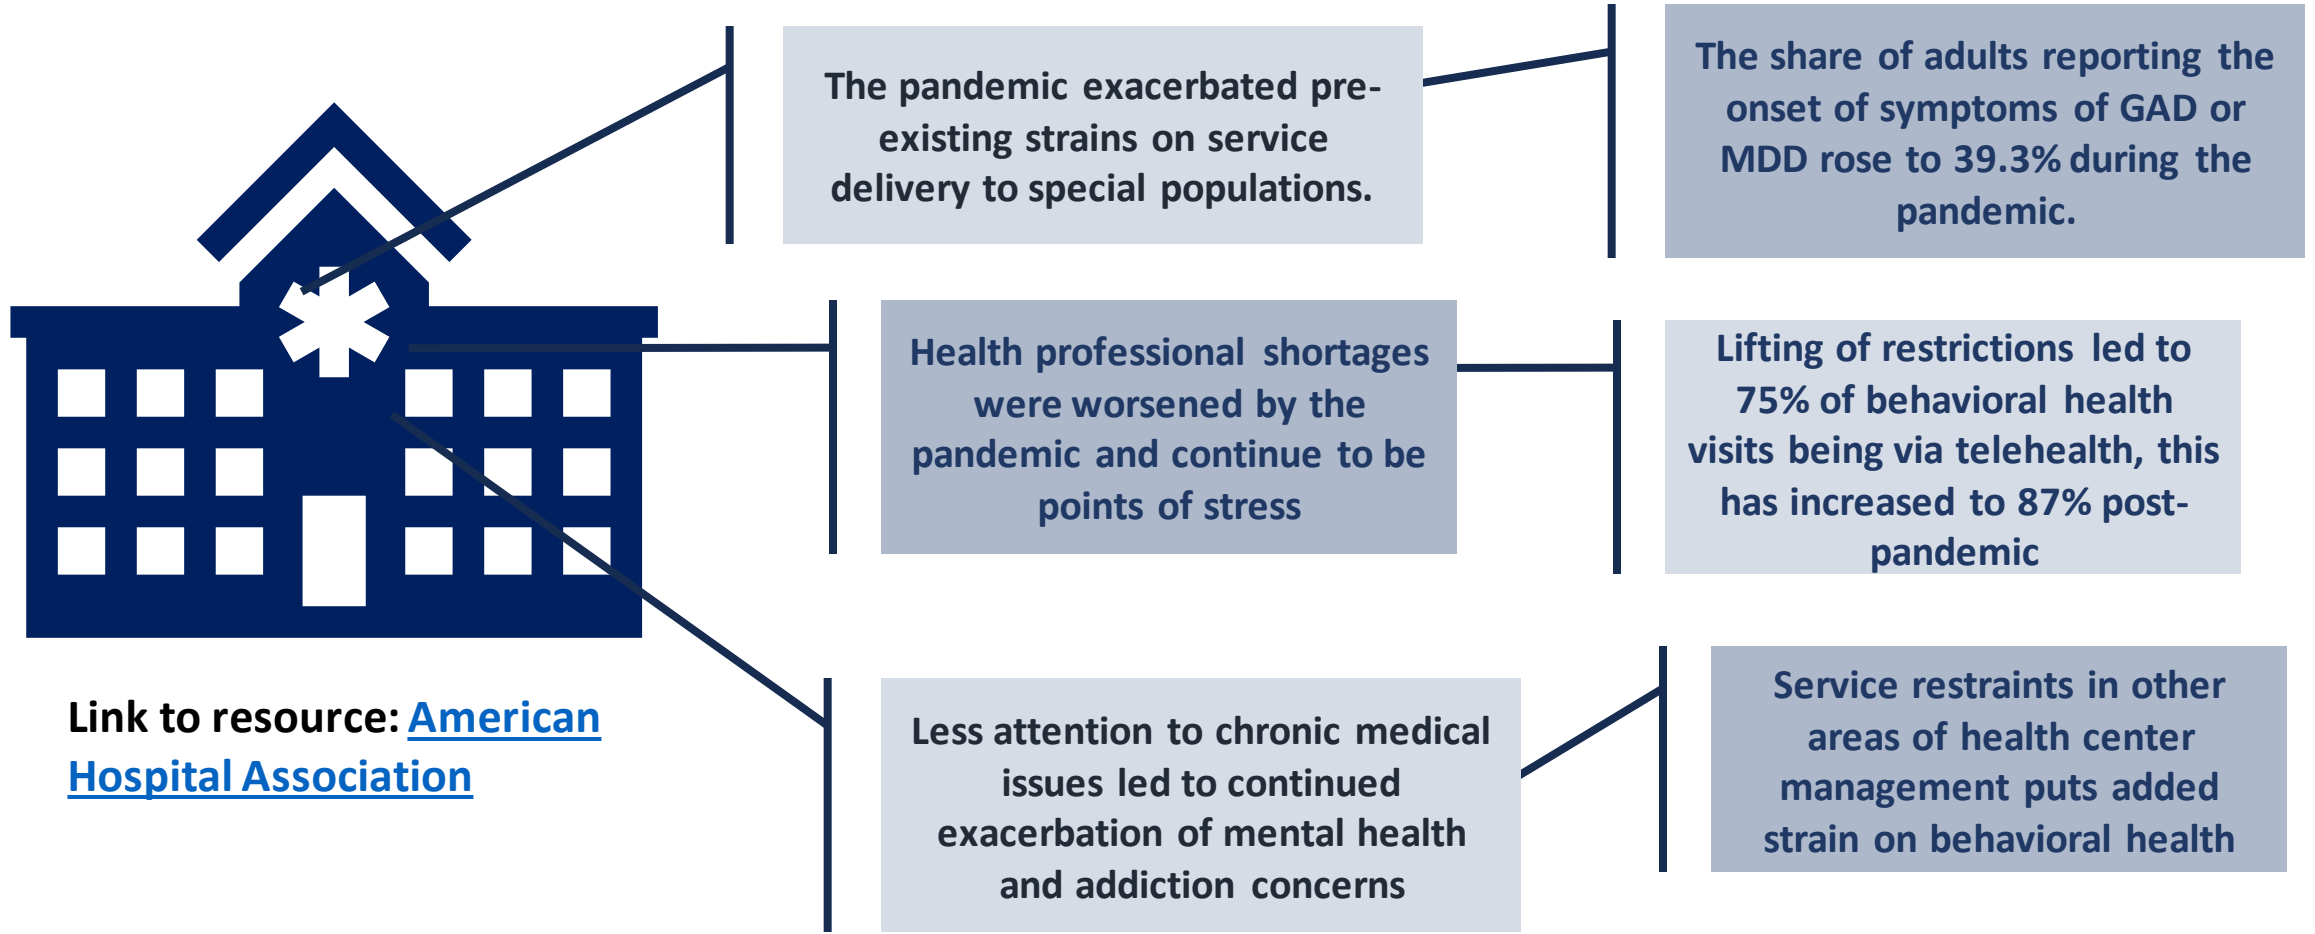 The pandemic exacerbated pre-
existing strains on service
delivery to special populations.
The share of adults reporting the
onset of symptoms of GAD or
MDD rose to 39.3% during the
pandemic.
Health professional shortages
were worsened by the
pandemic and continue to be
points of stress
Lifting of restrictions led to
75% of behavioral health
visits being via telehealth, this
has increased to 87% post-
pandemic
Less attention to chronic medical
issues led to continued
exacerbation of mental health
and addiction concerns
Service restraints in other
areas of health center
management puts added
strain on behavioral health
Link to resource: American
Hospital Association